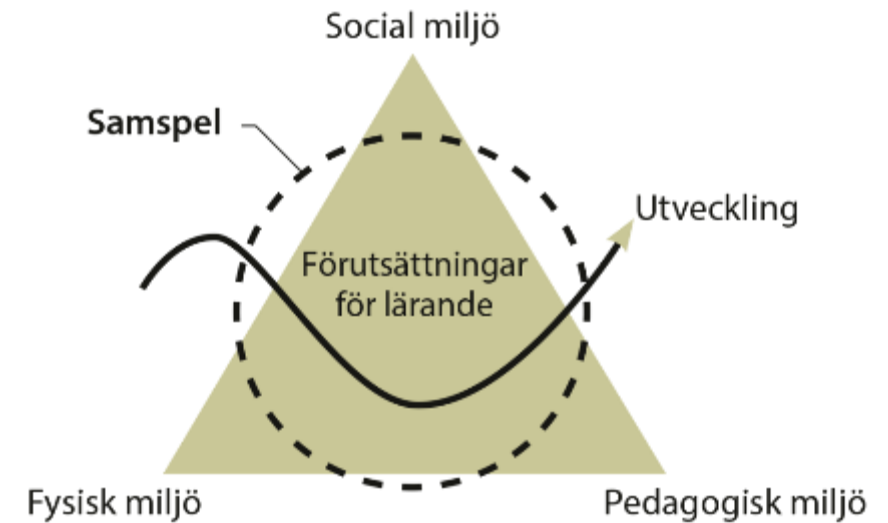 Social miljö
Samspel
Utveckling
Förutsättningar
för lärande
Fysisk miljö
Pedagogisk miljö